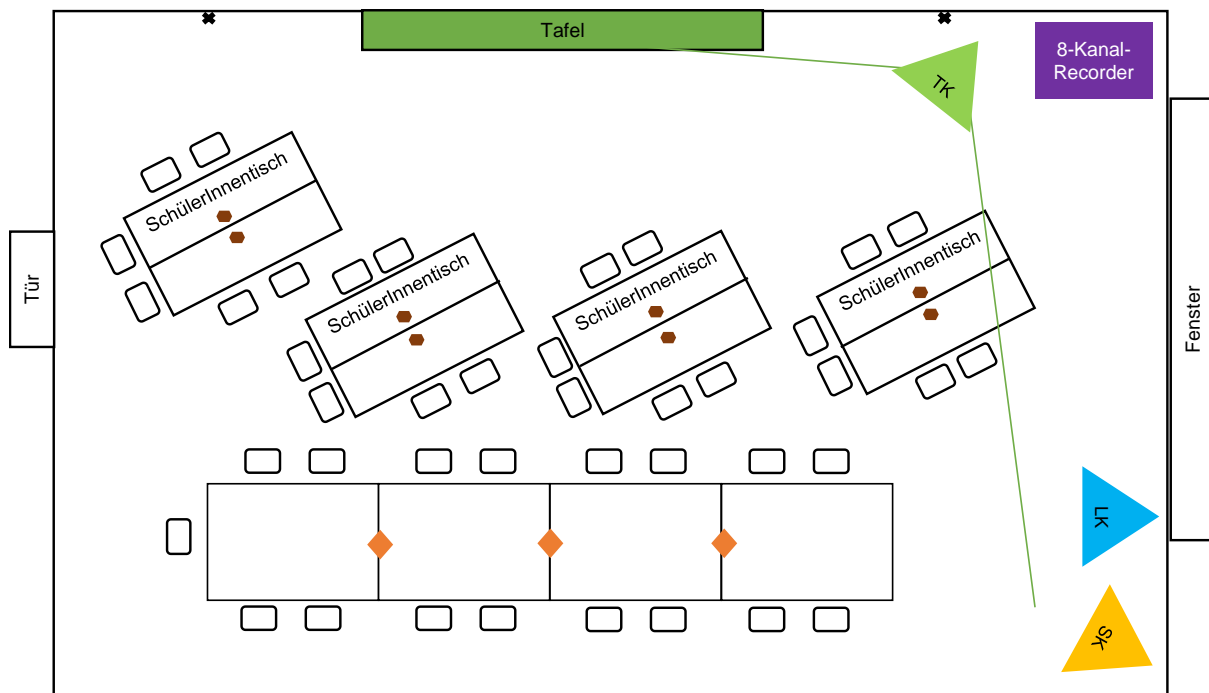 Tafel
8-Kanal-
Recorder
TK
SchülerInnentisch
SchülerInnentisch
SchülerInnentisch
SchülerInnentisch
Tür
Fenster
LK
SK